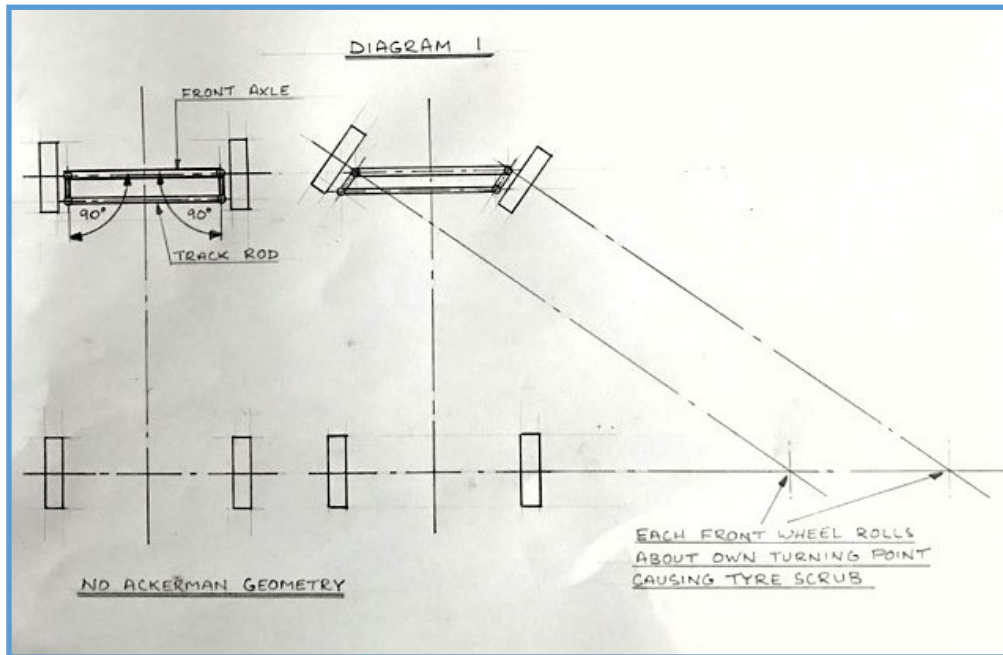 DIAGRAM 1
FRONT AXLE
90°
90°
TRACK ROD
EACH FRONT WHEEL ROLLS
ABOUT OWN TURNING POINT
CAUSING TYRE SCRUB
NO ACKERMAN GEOMETRY